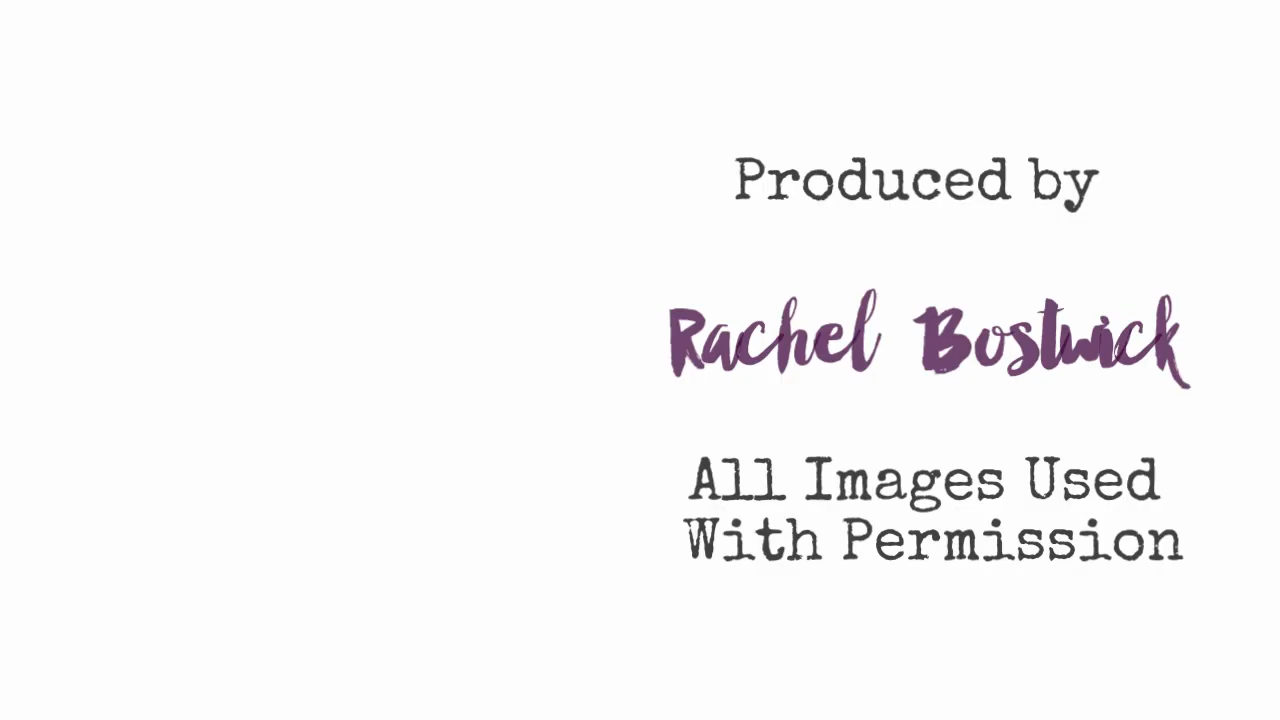 Produced by
Rachel Bostwick
All Images Used
With Permission